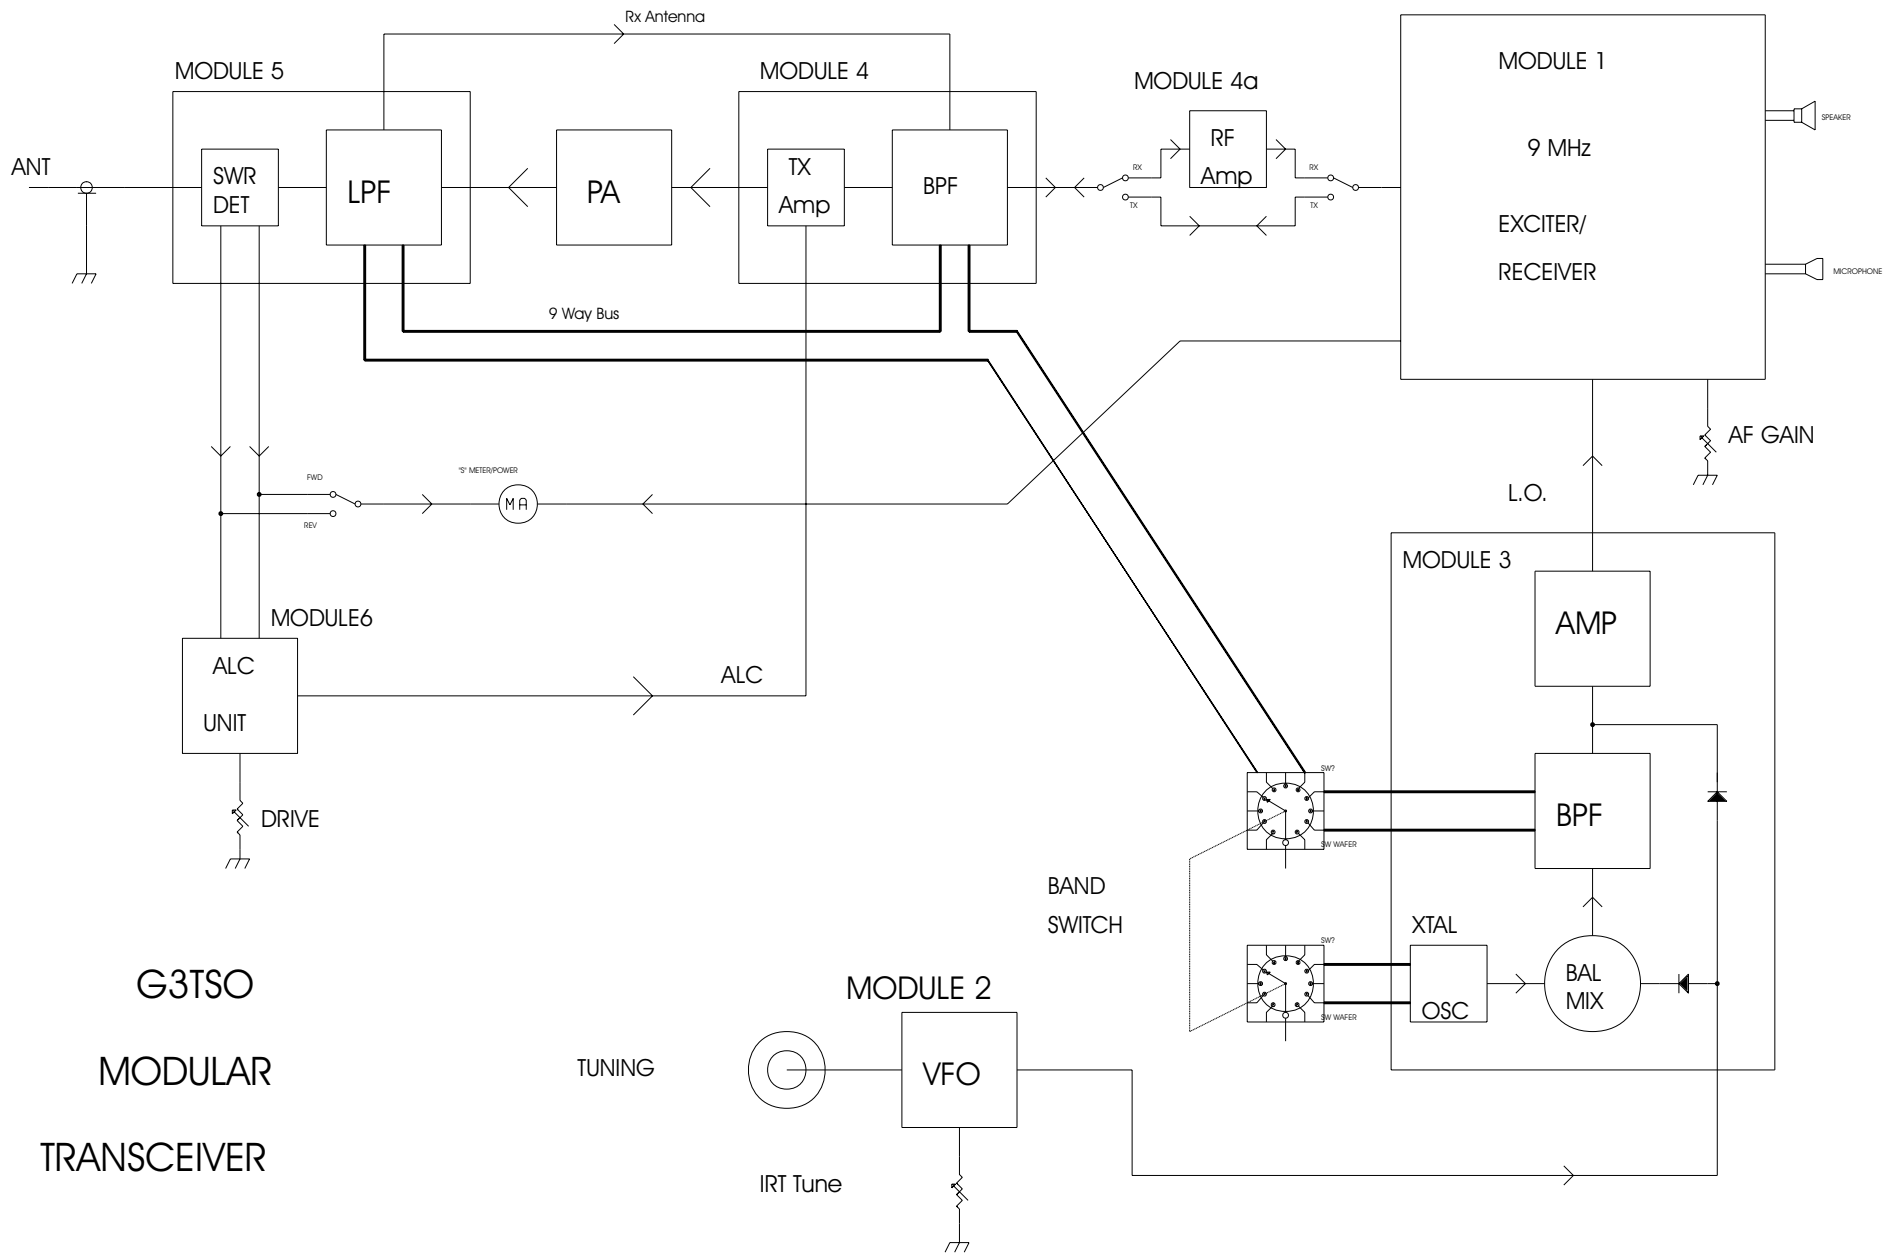 Rx Antenna
MODULE 5
MODULE 4
MODULE 4a
MODULE 1
9 MHz
EXCITER/
RECEIVER
SPEAKER
MICROPHONE
ANT
SWR
DET
LPF
PA
TX
Amp
BPF
RX
TX
RF
Amp
RX
TX
9 Way Bus
AF GAIN
L.O.
FWD
REV
"S" METER/POWER
MA
MODULE6
ALC
UNIT
ALC
DRIVE
MODULE 3
AMP
BPF
SW?
SW WAFER
BAND
SWITCH
XTAL
OSC
SW?
SW WAFER
BAL
MIX
G3TSO
MODULAR
TRANSCEIVER
MODULE 2
TUNING
VFO
IRT Tune